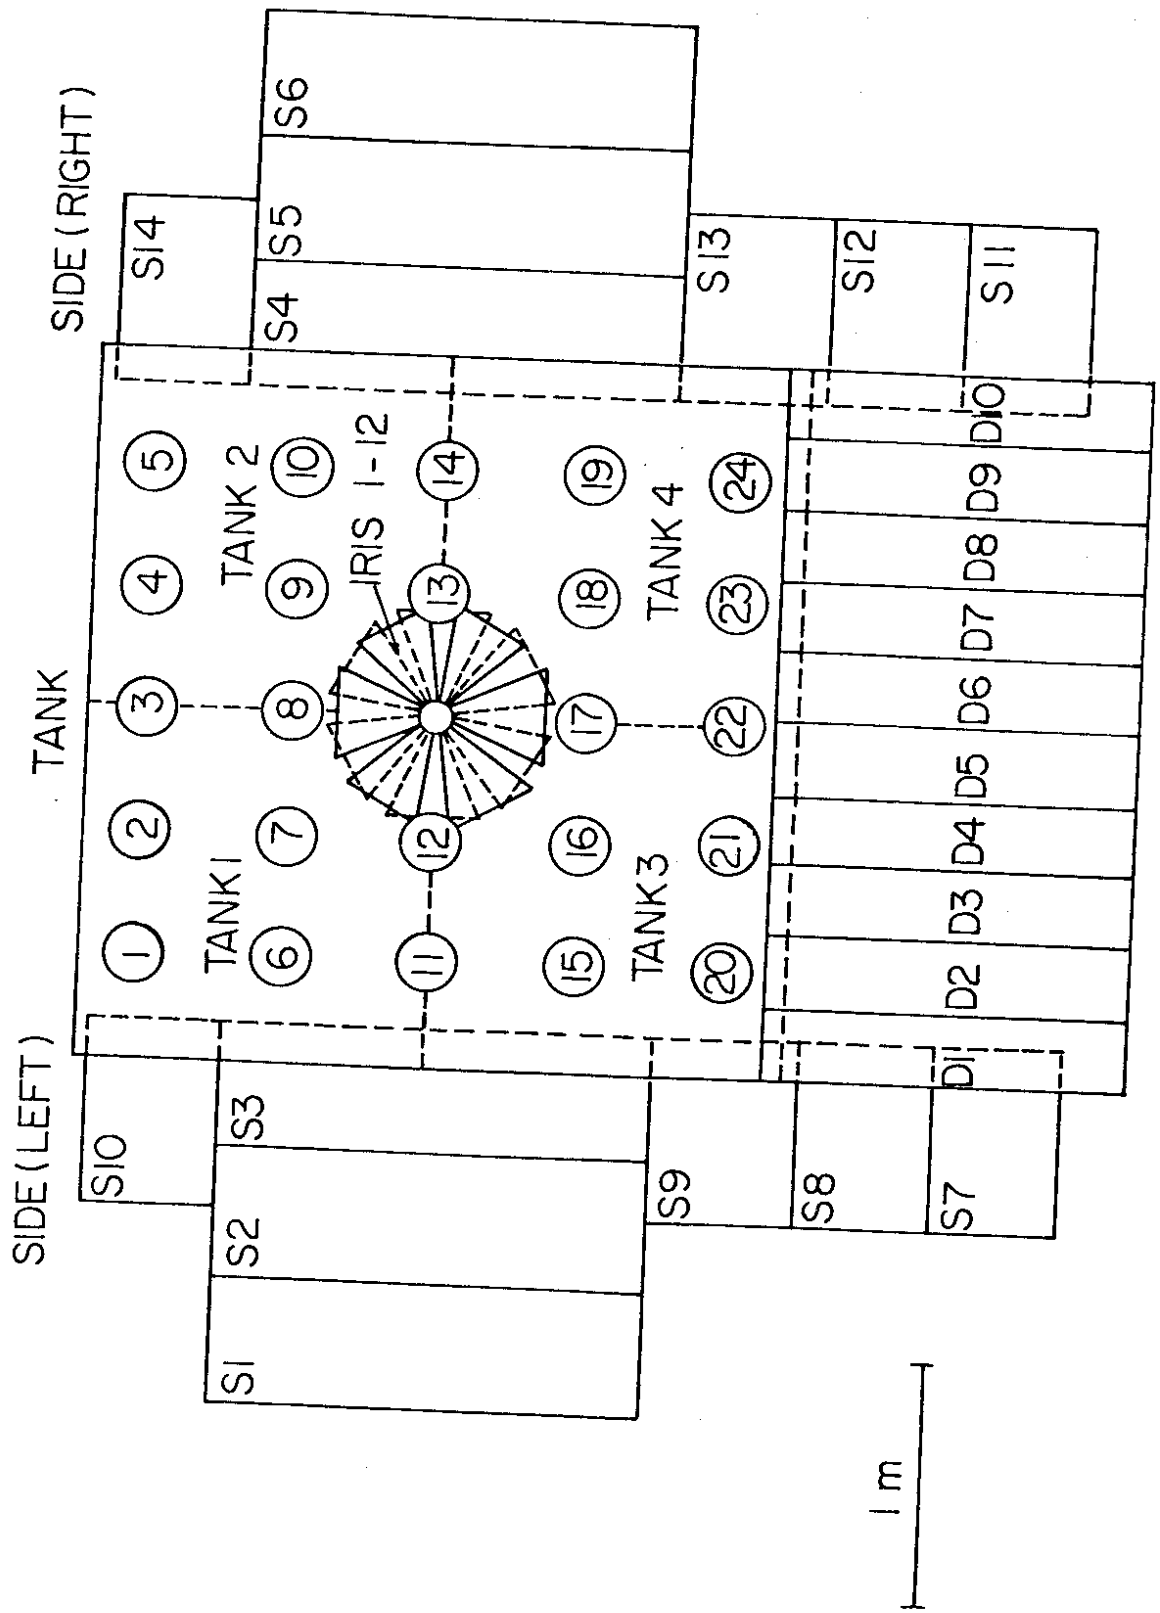 TANK
SIDE (LEFT)
SIDE (RIGHT)
S10
S14
1
2
3
4
5
TANK 1
TANK 2
6
7
8
9
10
IRIS 1-12
S1
S2
S3
S4
S5
S6
11
12
13
14
15
16
17
18
19
TANK 3
TANK 4
20
21
22
23
24
S9
S13
S8
S12
S7
S11
D1
D2
D3
D4
D5
D6
D7
D8
D9
D10
1 m